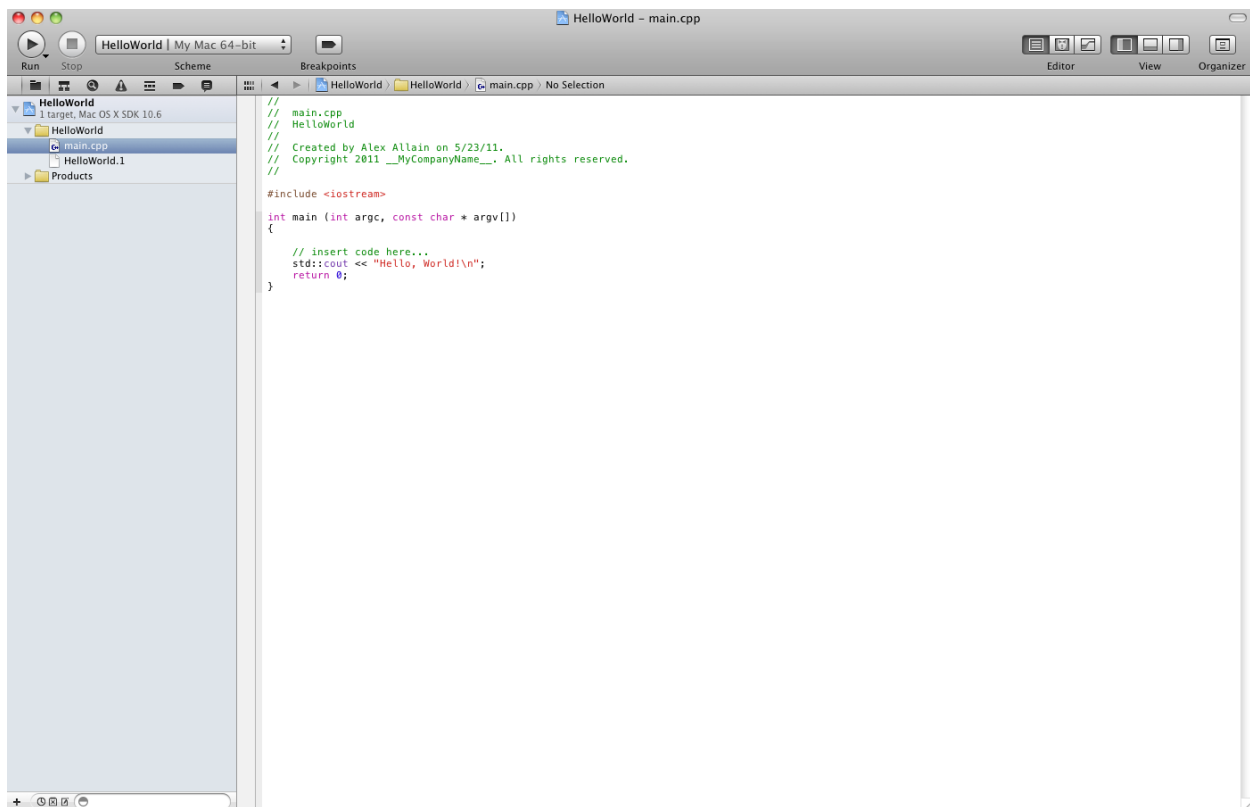 HelloWorld – main.cpp
HelloWorld | My Mac 64-bit
Run Stop Scheme Breakpoints Editor View Organizer
HelloWorld HelloWorld main.cpp No Selection
HelloWorld
1 target, Mac OS X SDK 10.6
HelloWorld
main.cpp
HelloWorld.1
Products
//
//  main.cpp
//  HelloWorld
//
//  Created by Alex Allain on 5/23/11.
//  Copyright 2011 __MyCompanyName__. All rights reserved.
//
#include <iostream>
int main (int argc, const char * argv[])
{
    // insert code here...
    std::cout << "Hello, World!\n";
    return 0;
}